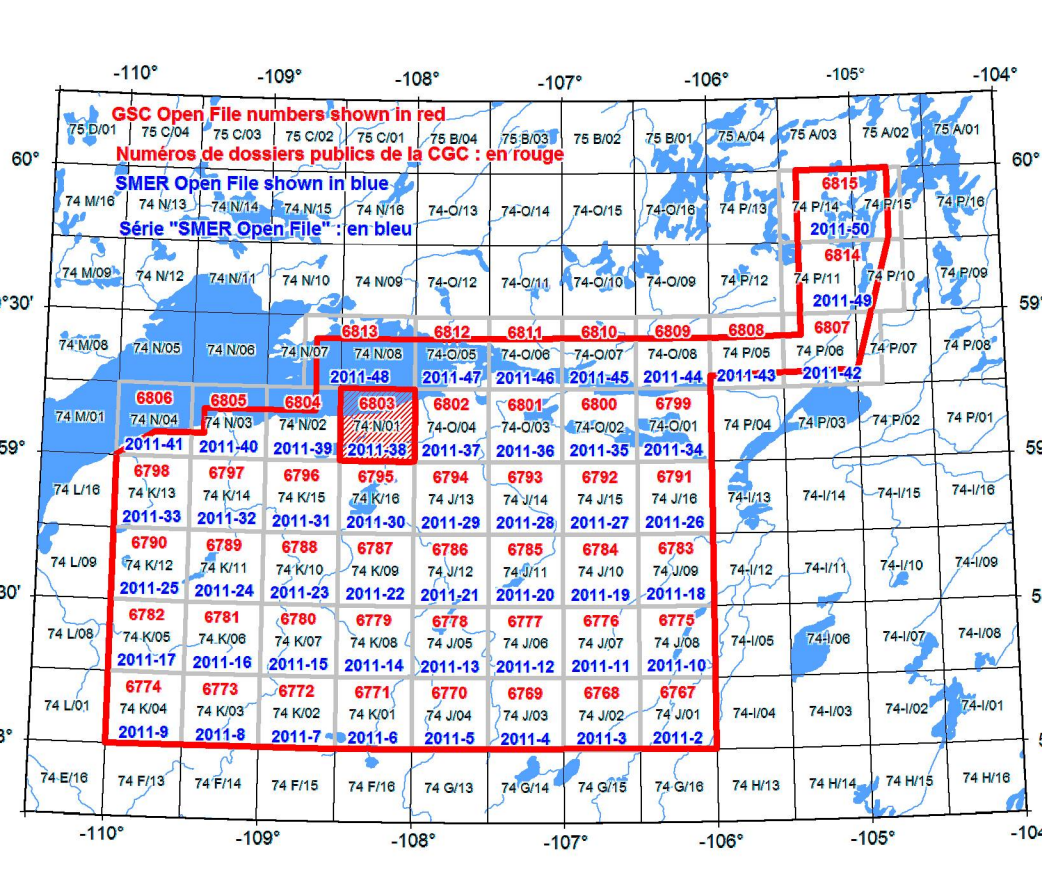 -110° -109° -108° -107° -106° -105° -104°
GSC Open File numbers shown in red
Numéros de dossiers publics de la CGC : en rouge
SMER Open File shown in blue
Série "SMER Open File" : en bleu
75 D/01 75 C/04 75 C/03 75 C/02 75 C/01 75 B/04 75 B/03 75 B/02 75 B/01 75 A/04 75 A/03 75 A/02 75 A/01
60° 60°
6815
74 M/16 74 N/13 74 N/14 74 N/15 74 N/16 74-O/13 74-O/14 74-O/15 74-O/16 74 P/13 74 P/14 74 P/15 74 P/16
2011-50
6814
74 M/09 74 N/12 74 N/11 74 N/10 74 N/09 74-O/12 74-O/11 74-O/10 74-O/09 74 P/12 74 P/11 74 P/10 74 P/09
2011-49
9°30' 59°
6813 6812 6811 6810 6809 6808 6807
74 M/08 74 N/05 74 N/06 74 N/07 74 N/08 74-O/05 74-O/06 74-O/07 74-O/08 74 P/05 74 P/06 74 P/07 74 P/08
2011-48 2011-47 2011-46 2011-45 2011-44 2011-43 2011-42
6806 6805 6804 6803 6802 6801 6800 6799
74 M/01 74 N/04 74 N/03 74 N/02 74 N/01 74-O/04 74-O/03 74-O/02 74-O/01 74 P/04 74 P/03 74 P/02 74 P/01
2011-41 2011-40 2011-39 2011-38 2011-37 2011-36 2011-35 2011-34
59° 59
6798 6797 6796 6795 6794 6793 6792 6791
74 L/16 74 K/13 74 K/14 74 K/15 74 K/16 74 J/13 74 J/14 74 J/15 74 J/16 74-I/13 74-I/14 74-I/15 74-I/16
2011-33 2011-32 2011-31 2011-30 2011-29 2011-28 2011-27 2011-26
6790 6789 6788 6787 6786 6785 6784 6783
74 L/09 74 K/12 74 K/11 74 K/10 74 K/09 74 J/12 74 J/11 74 J/10 74 J/09 74-I/12 74-I/11 74-I/10 74-I/09
2011-25 2011-24 2011-23 2011-22 2011-21 2011-20 2011-19 2011-18
30' 5
6782 6781 6780 6779 6778 6777 6776 6775
74 L/08 74 K/05 74 K/06 74 K/07 74 K/08 74 J/05 74 J/06 74 J/07 74 J/08 74-I/05 74-I/06 74-I/07 74-I/08
2011-17 2011-16 2011-15 2011-14 2011-13 2011-12 2011-11 2011-10
6774 6773 6772 6771 6770 6769 6768 6767
74 L/01 74 K/04 74 K/03 74 K/02 74 K/01 74 J/04 74 J/03 74 J/02 74 J/01 74-I/04 74-I/03 74-I/02 74-I/01
2011-9 2011-8 2011-7 2011-6 2011-5 2011-4 2011-3 2011-2
8°
74-E/16 74 F/13 74 F/14 74 F/15 74 F/16 74 G/13 74 G/14 74 G/15 74 G/16 74 H/13 74 H/14 74 H/15 74 H/16
-110° -109° -108° -107° -106° -105° -104